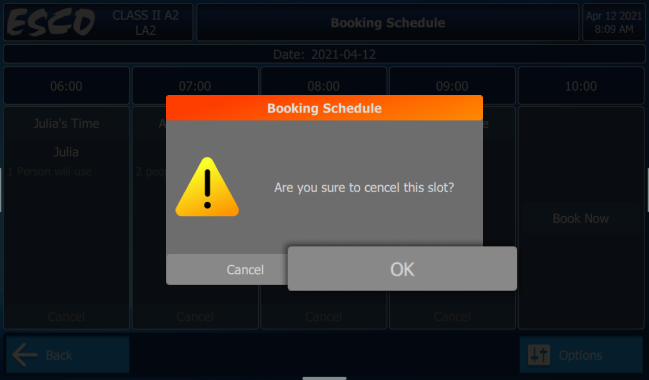 ESCO
CLASS II A2
LA2
Booking Schedule
Apr 12 2021
8:09 AM
Date: 2021-04-12
06:00
07:00
08:00
09:00
10:00
Julia's Time
Julia
1 Person will use
2
Booking Schedule
Are you sure to cencel this slot?
Cancel
OK
Book Now
Cancel
Cancel
Cancel
Cancel
Back
Options